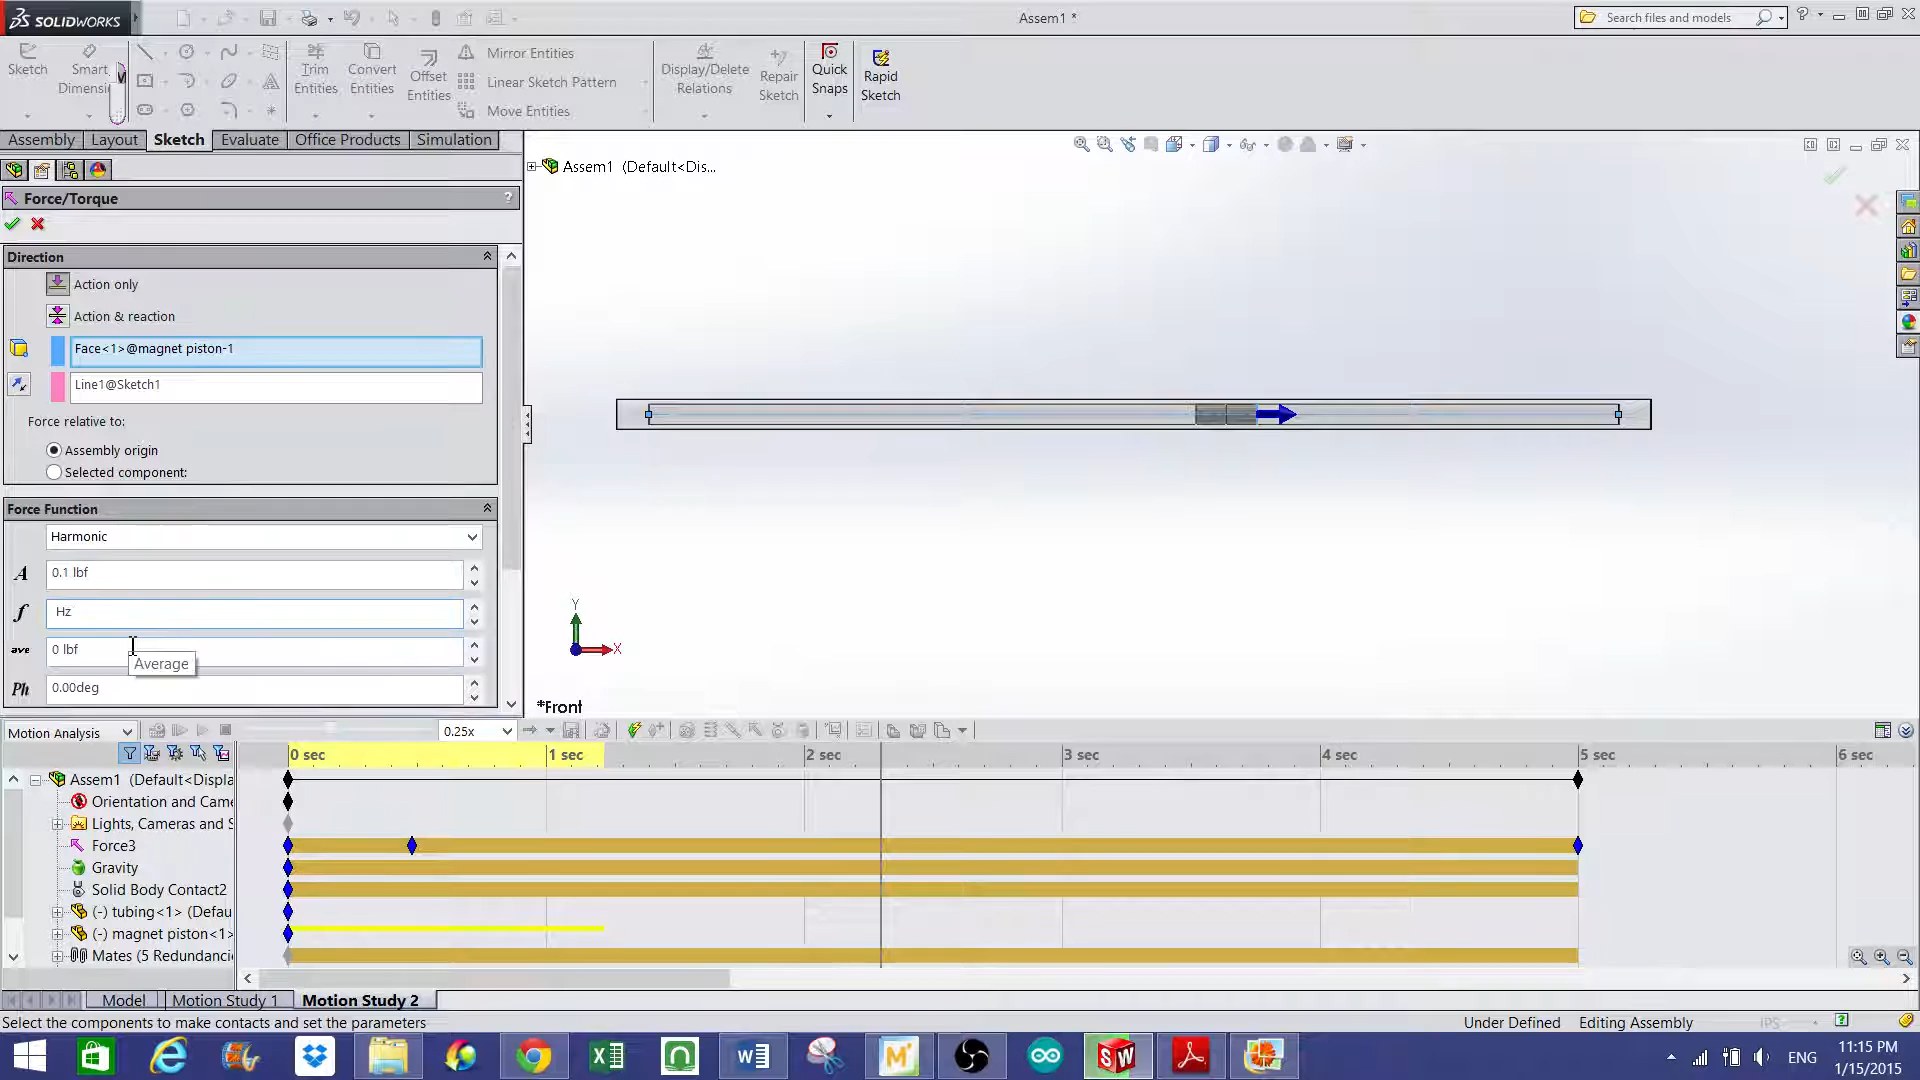 SOLIDWORKS
Assem1 *
Search files and models
?
Sketch
Smart
Dimensi
Trim
Entities
Convert
Entities
Offset
Entities
Mirror Entities
Linear Sketch Pattern
Move Entities
Display/Delete
Relations
Repair
Sketch
Quick
Snaps
Rapid
Sketch
Assembly
Layout
Sketch
Evaluate
Office Products
Simulation
Force/Torque
?
Direction
Action only
Action & reaction
Face<1>@magnet piston-1
Line1@Sketch1
Force relative to:
Assembly origin
Selected component:
Force Function
Harmonic
A
0.1 lbf
f
Hz
ave
0 lbf
Average
Ph
0.00deg
Assem1 (Default<Dis...
Y
X
*Front
Motion Analysis
0.25x
0 sec
1 sec
2 sec
3 sec
4 sec
5 sec
6 sec
Assem1 (Default<Displa
Orientation and Came
Lights, Cameras and S
Force3
Gravity
Solid Body Contact2
(-) tubing<1> (Defau
(-) magnet piston<1>
Mates (5 Redundanci
Model
Motion Study 1
Motion Study 2
Select the components to make contacts and set the parameters
Under Defined
Editing Assembly
IPS
ENG
11:15 PM
1/15/2015